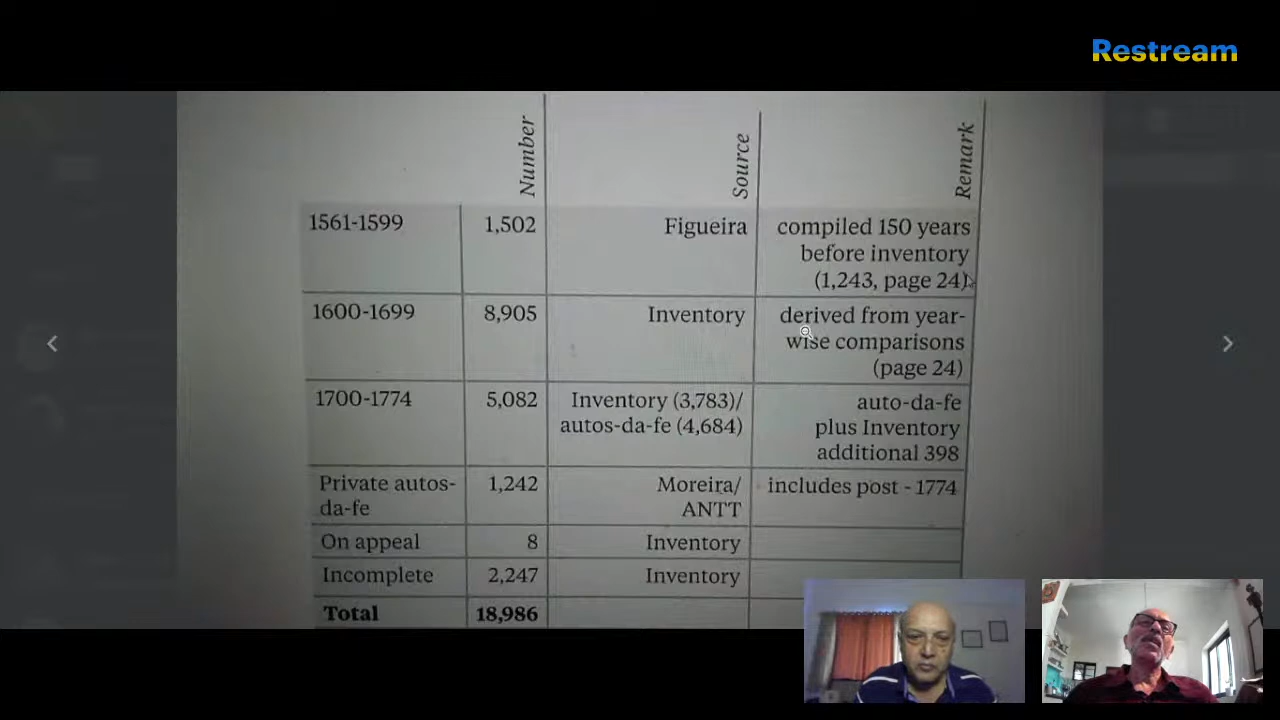 Restream
Number
Source
Remark
1561-1599
1,502
Figueira
compiled 150 years
before inventory
(1,243, page 24)
1600-1699
8,905
Inventory
derived from year-
wise comparisons
(page 24)
1700-1774
5,082
Inventory (3,783)/
autos-da-fe (4,684)
auto-da-fe
plus Inventory
additional 398
Private autos-
da-fe
1,242
Moreira/
ANTT
includes post - 1774
On appeal
8
Inventory
Incomplete
2,247
Inventory
Total
18,986